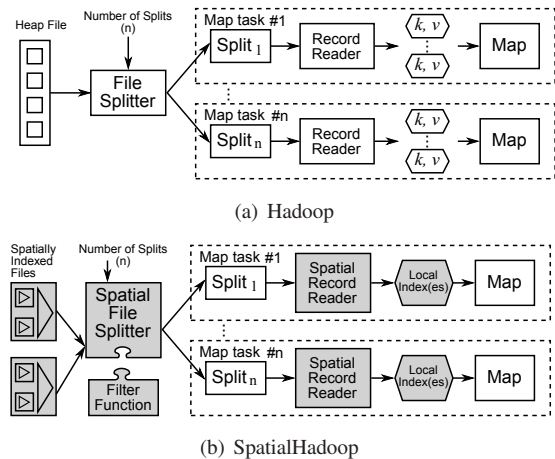 Heap File
Number of Splits
(n)
File
Splitter
Map task #1
Split 1
Record
Reader
k, v
k, v
Map
Map task #n
Split n
Record
Reader
k, v
k, v
Map
(a) Hadoop
Spatially
Indexed
Files
Number of Splits
(n)
Spatial
File
Splitter
Filter
Function
Map task #1
Split 1
Spatial
Record
Reader
Local
Index(es)
Map
Map task #n
Split n
Spatial
Record
Reader
Local
Index(es)
Map
(b) SpatialHadoop